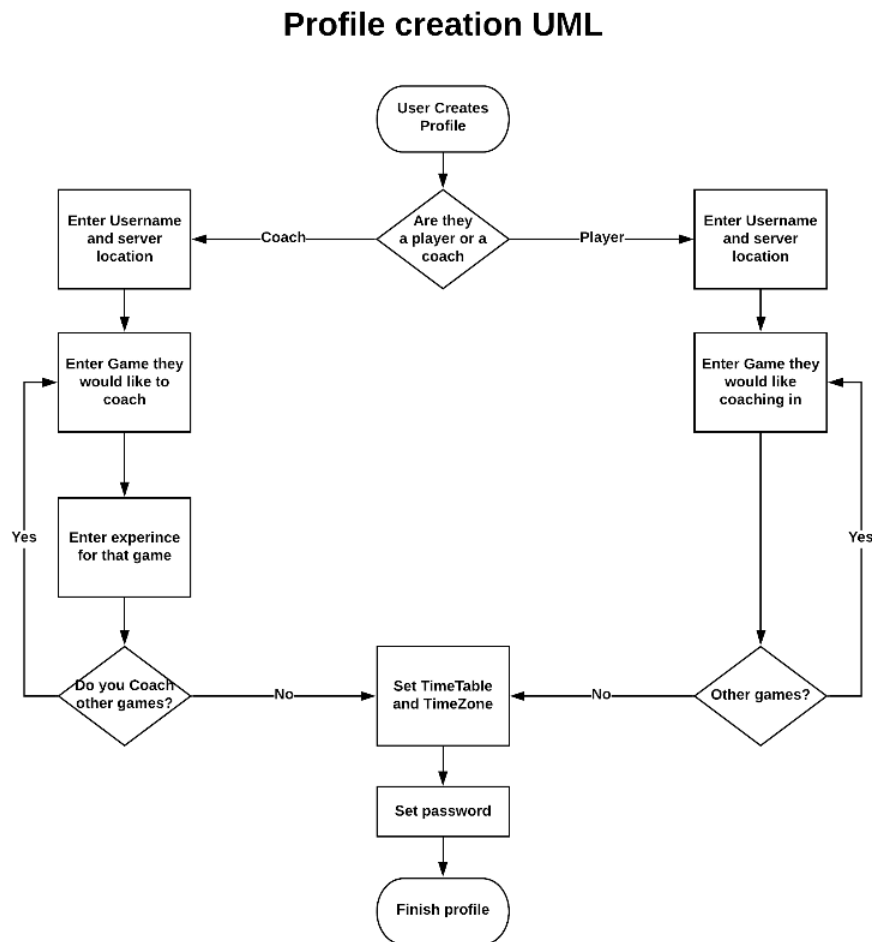 Profile creation UML
User Creates
Profile
Are they
a player or a
coach
Coach
Player
Enter Username
and server
location
Enter Username
and server
location
Enter Game they
would like to
coach
Enter Game they
would like
coaching in
Enter experince
for that game
Yes
Yes
Do you Coach
other games?
No
Set TimeTable
and TimeZone
No
Other games?
Set password
Finish profile